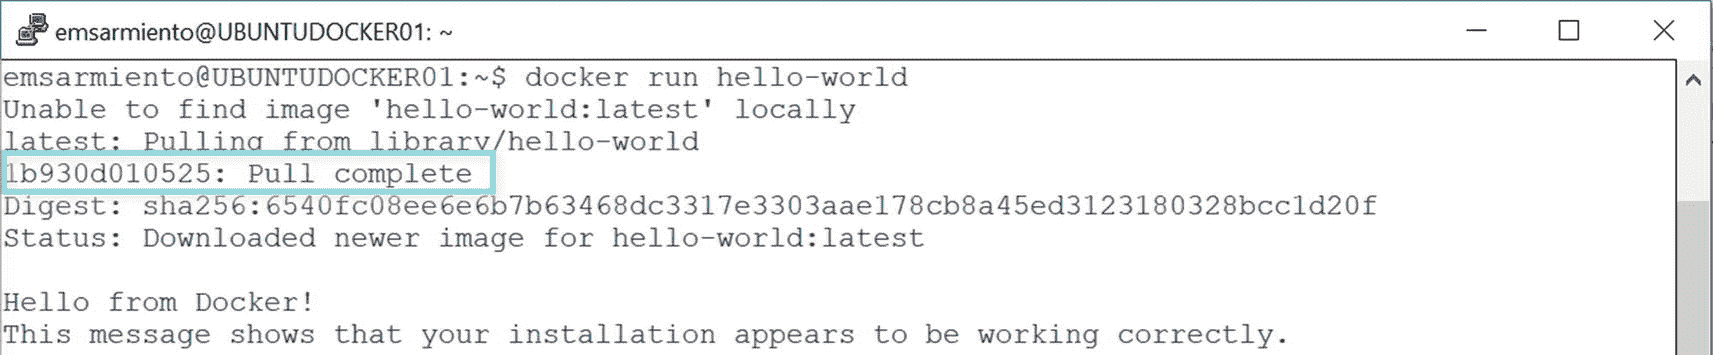 emsarmiento@UBUNTUDOCKER01: ~
emsarmiento@UBUNTUDOCKER01:~$ docker run hello-world
Unable to find image 'hello-world:latest' locally
latest: Pulling from library/hello-world
1b930d010525: Pull complete
Digest: sha256:6540fc08ee6e6b7b63468dc3317e3303aae178cb8a45ed3123180328bcc1d20f
Status: Downloaded newer image for hello-world:latest
Hello from Docker!
This message shows that your installation appears to be working correctly.